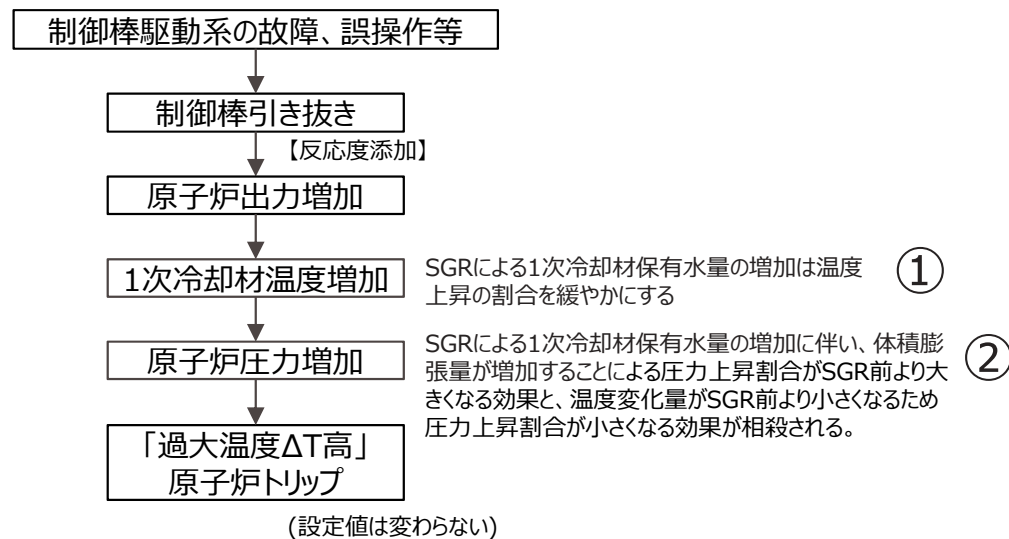 制御棒駆動系の故障、誤操作等
制御棒引き抜き
【反応度添加】
原子炉出力増加
1次冷却材温度増加
SGRによる1次冷却材保有水量の増加は温度
上昇の割合を緩やかにする
①
原子炉圧力増加
SGRによる1次冷却材保有水量の増加に伴い、体積膨
張量が増加することによる圧力上昇割合がSGR前より大
きくなる効果と、温度変化量がSGR前より小さくなるため
圧力上昇割合が小さくなる効果が相殺される。
②
「過大温度ΔT高」
原子炉トリップ
(設定値は変わらない)